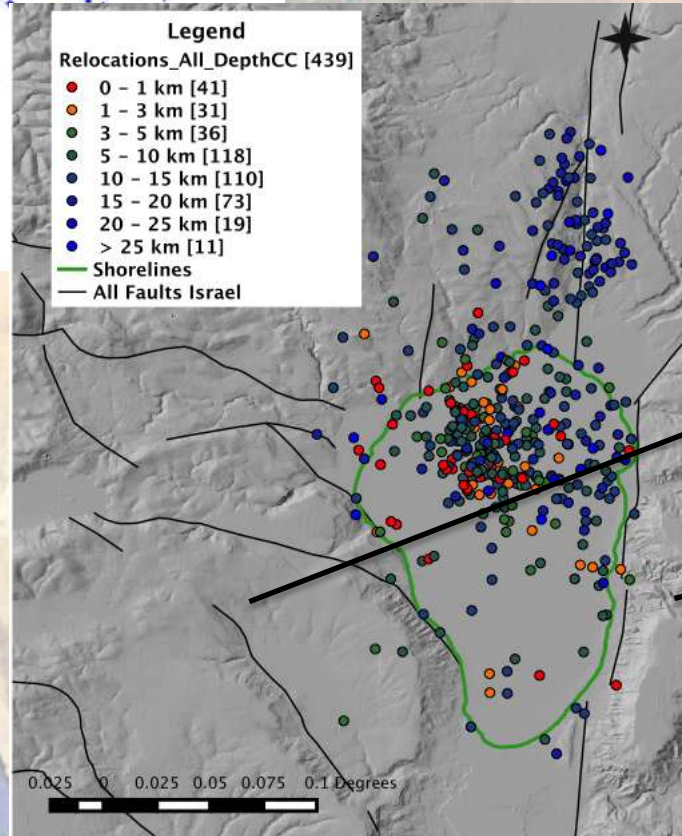 Legend
Relocations_All_DepthCC [439]
0 - 1 km [41]
1 - 3 km [31]
3 - 5 km [36]
5 - 10 km [118]
10 - 15 km [110]
15 - 20 km [73]
20 - 25 km [19]
> 25 km [11]
Shorelines
All Faults Israel
0.025 0 0.025 0.05 0.075 0.1 Degrees